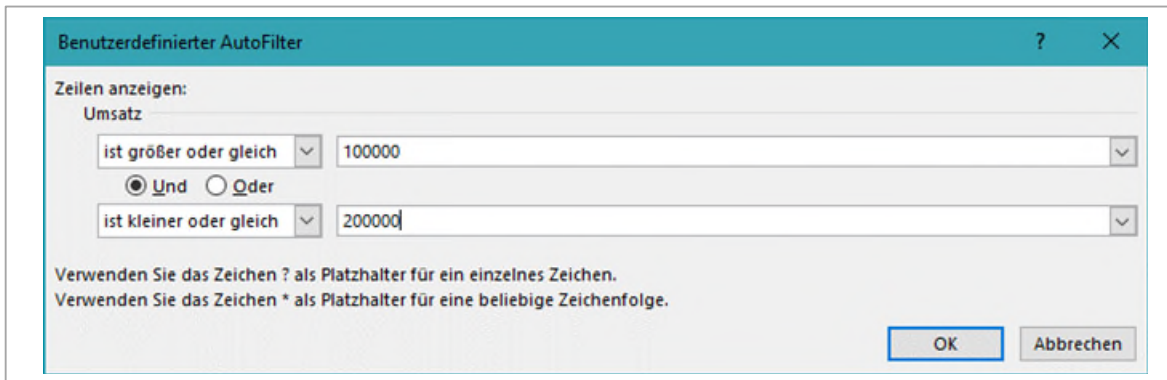 Benutzerdefinierter AutoFilter ?
Zeilen anzeigen:
Umsatz
ist größer oder gleich 100000
Und Oder
ist kleiner oder gleich 200000
Verwenden Sie das Zeichen ? als Platzhalter für ein einzelnes Zeichen.
Verwenden Sie das Zeichen * als Platzhalter für eine beliebige Zeichenfolge.
OK Abbrechen